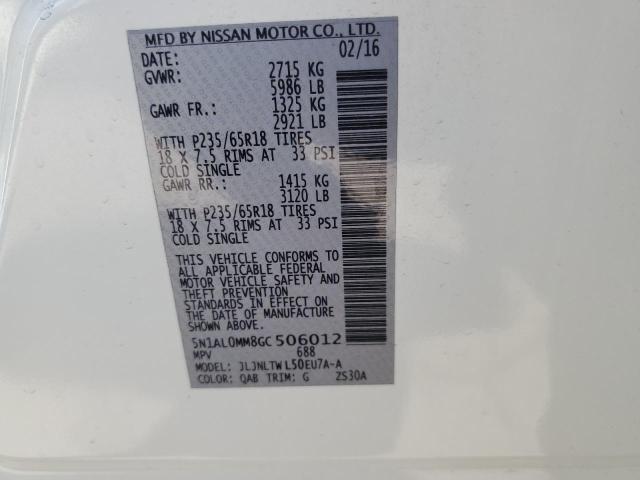 MFD BY NISSAN MOTOR CO., LTD.
DATE: 02/16
GVWR: 2715 KG
5986 LB
GAWR FR.: 1325 KG
2921 LB
WITH P235/65R18 TIRES
18 X 7.5 RIMS AT 33 PSI
COLD SINGLE
GAWR RR.: 1415 KG
3120 LB
WITH P235/65R18 TIRES
18 X 7.5 RIMS AT 33 PSI
COLD SINGLE
THIS VEHICLE CONFORMS TO
ALL APPLICABLE FEDERAL
MOTOR VEHICLE SAFETY AND
THEFT PREVENTION
STANDARDS IN EFFECT ON
THE DATE OF MANUFACTURE
SHOWN ABOVE.
5N1AL0MM8GC506012
MPV 688
MODEL: JLJNLTW L50EU7A-A
COLOR: QAB TRIM: G ZS30A